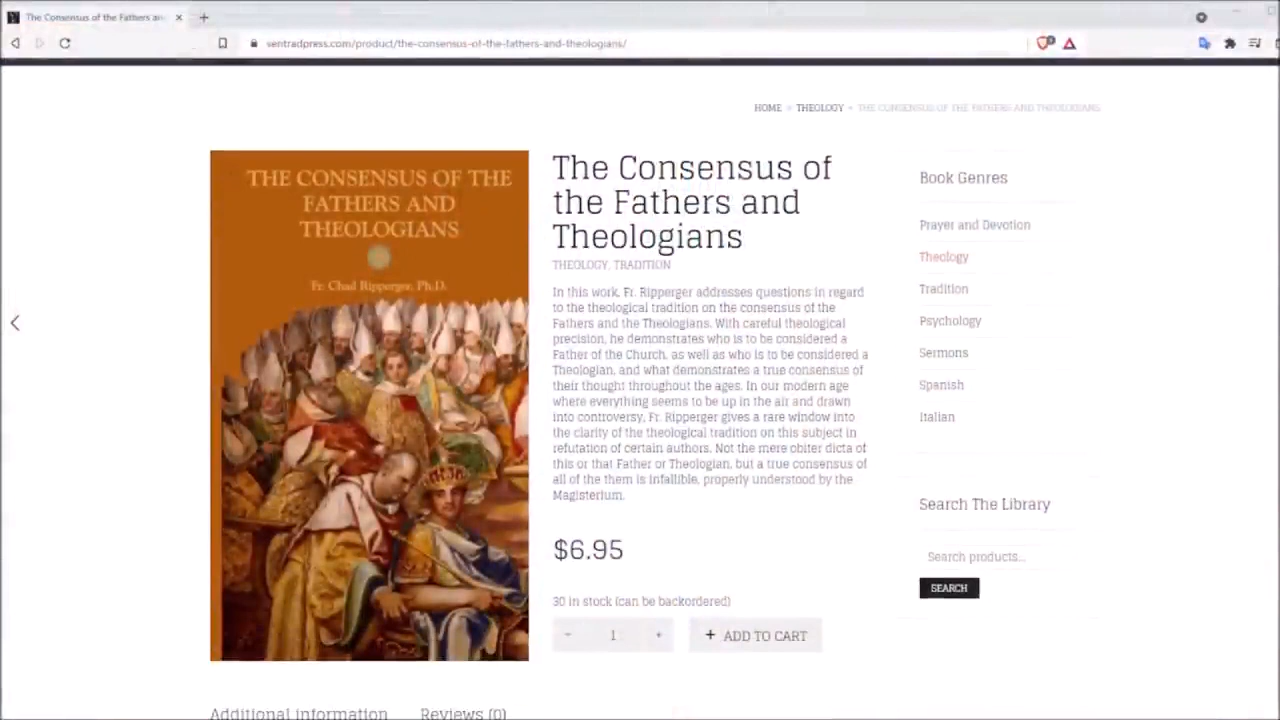 The Consensus of the Fathers an
sentradpress.com/product/the-consensus-of-the-fathers-and-theologians/
HOME » THEOLOGY » THE CONSENSUS OF THE FATHERS AND THEOLOGIANS
THE CONSENSUS OF THE
FATHERS AND
THEOLOGIANS
Fr. Chad Ripperger, Ph.D.
The Consensus of
the Fathers and
Theologians
THEOLOGY, TRADITION
In this work, Fr. Ripperger addresses questions in regard
to the theological tradition on the consensus of the
Fathers and the Theologians. With careful theological
precision, he demonstrates who is to be considered a
Father of the Church, as well as who is to be considered a
Theologian, and what demonstrates a true consensus of
their thought throughout the ages. In our modern age
where everything seems to be up in the air and drawn
into controversy, Fr. Ripperger gives a rare window into
the clarity of the theological tradition on this subject in
refutation of certain authors. Not the mere obiter dicta of
this or that Father or Theologian, but a true consensus of
all of the them is infallible, properly understood by the
Magisterium.
$6.95
30 in stock (can be backordered)
- 1 +
+ ADD TO CART
Additional information
Reviews (0)
Book Genres
Prayer and Devotion
Theology
Tradition
Psychology
Sermons
Spanish
Italian
Search The Library
Search products...
SEARCH